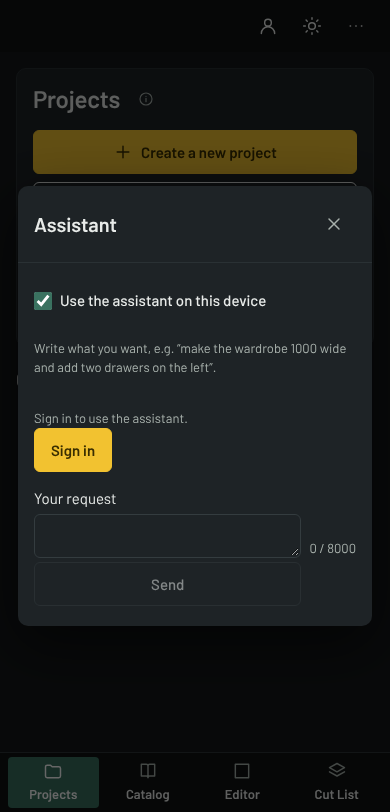 Projects
Create a new project
Assistant
Use the assistant on this device
Write what you want, e.g. “make the wardrobe 1000 wide
and add two drawers on the left”.
Sign in to use the assistant.
Sign in
Your request
0 / 8000
Send
Projects
Catalog
Editor
Cut List